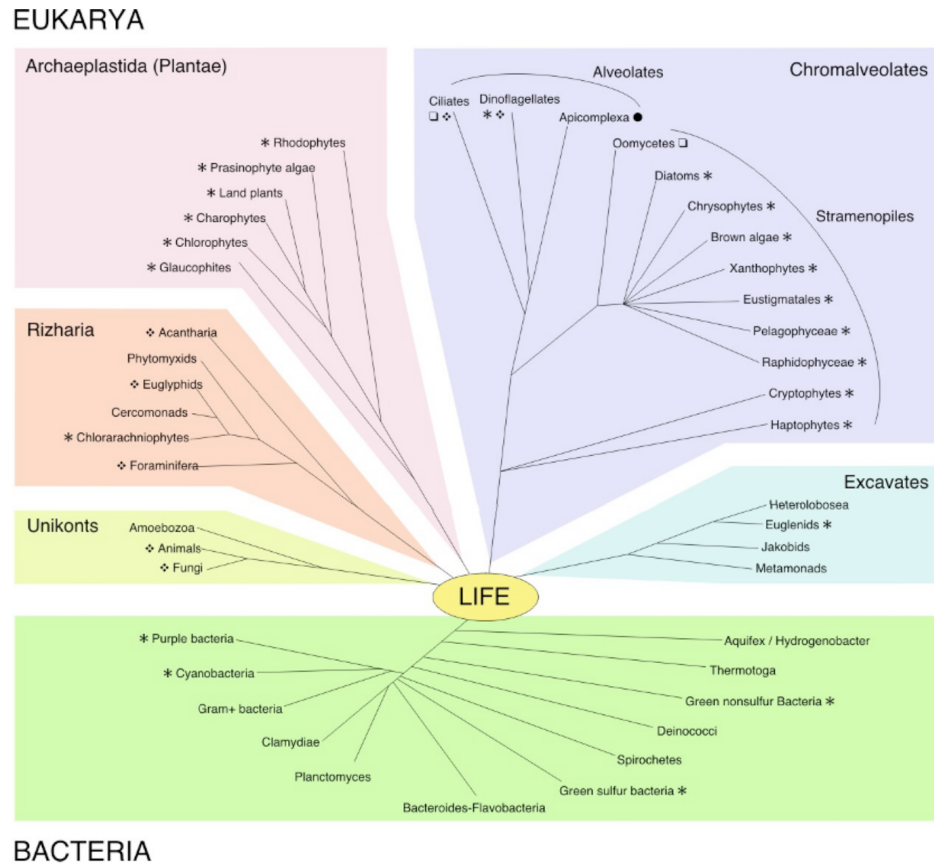 EUKARYA
Archaeplastida (Plantae)
* Rhodophytes
* Prasinophyte algae
* Land plants
* Charophytes
* Chlorophytes
* Glaucophites
Alveolates
Chromalveolates
Ciliates
❏ ❖
Dinoflagellates
* ❖
Apicomplexa ●
Oomycetes ❏
Diatoms *
Chrysophytes *
Stramenopiles
Brown algae *
Xanthophytes *
Eustigmatales *
Pelagophyceae *
Raphidophyceae *
Cryptophytes *
Haptophytes *
Rizharia
❖ Acantharia
Phytomyxids
❖ Euglyphids
Cercomonads
* Chlorarachniophytes
❖ Foraminifera
Unikonts
Amoebozoa
❖ Animals
❖ Fungi
Excavates
Heterolobosea
Euglenids *
Jakobids
Metamonads
LIFE
* Purple bacteria
* Cyanobacteria
Gram+ bacteria
Clamydiae
Planctomyces
Bacteroides-Flavobacteria
Aquifex / Hydrogenobacter
Thermotoga
Green nonsulfur Bacteria *
Deinococci
Spirochetes
Green sulfur bacteria *
BACTERIA